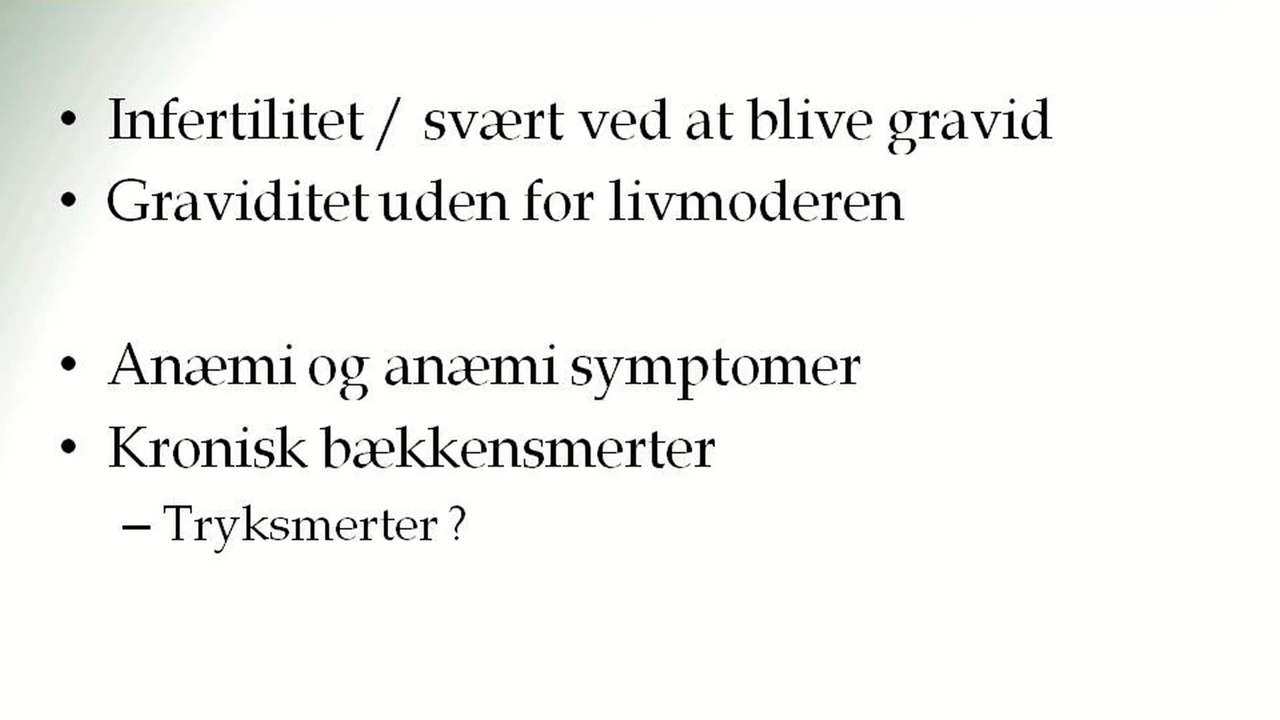 • Infertilitet / svært ved at blive gravid
• Graviditet uden for livmoderen
• Anæmi og anæmi symptomer
• Kronisk bækkensmerter
– Tryksmerter ?